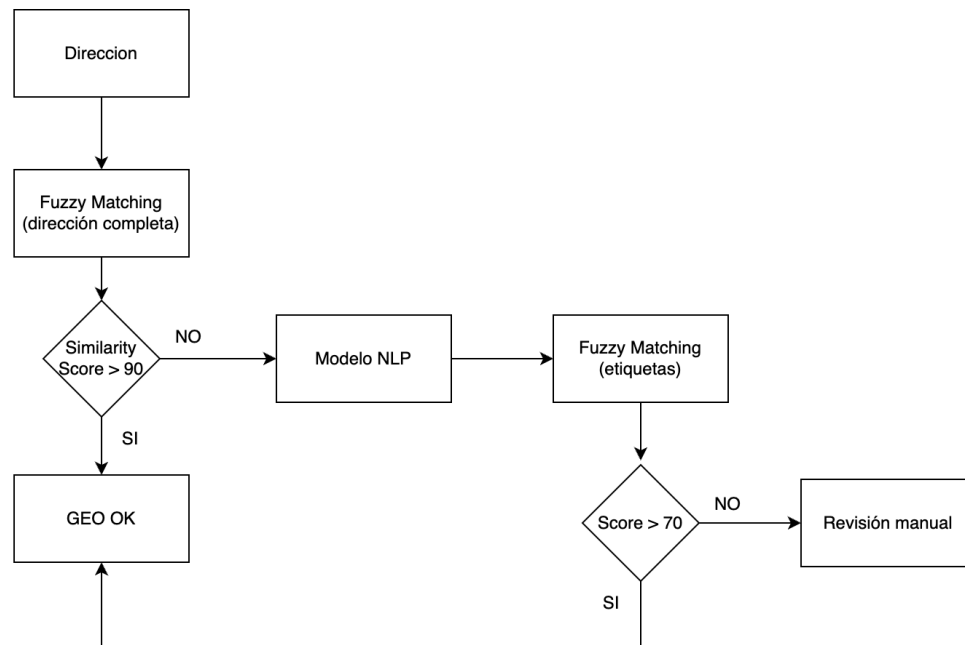 Direccion
Fuzzy Matching
(dirección completa)
Similarity
Score > 90
NO
Modelo NLP
Fuzzy Matching
(etiquetas)
SI
GEO OK
Score > 70
NO
Revisión manual
SI